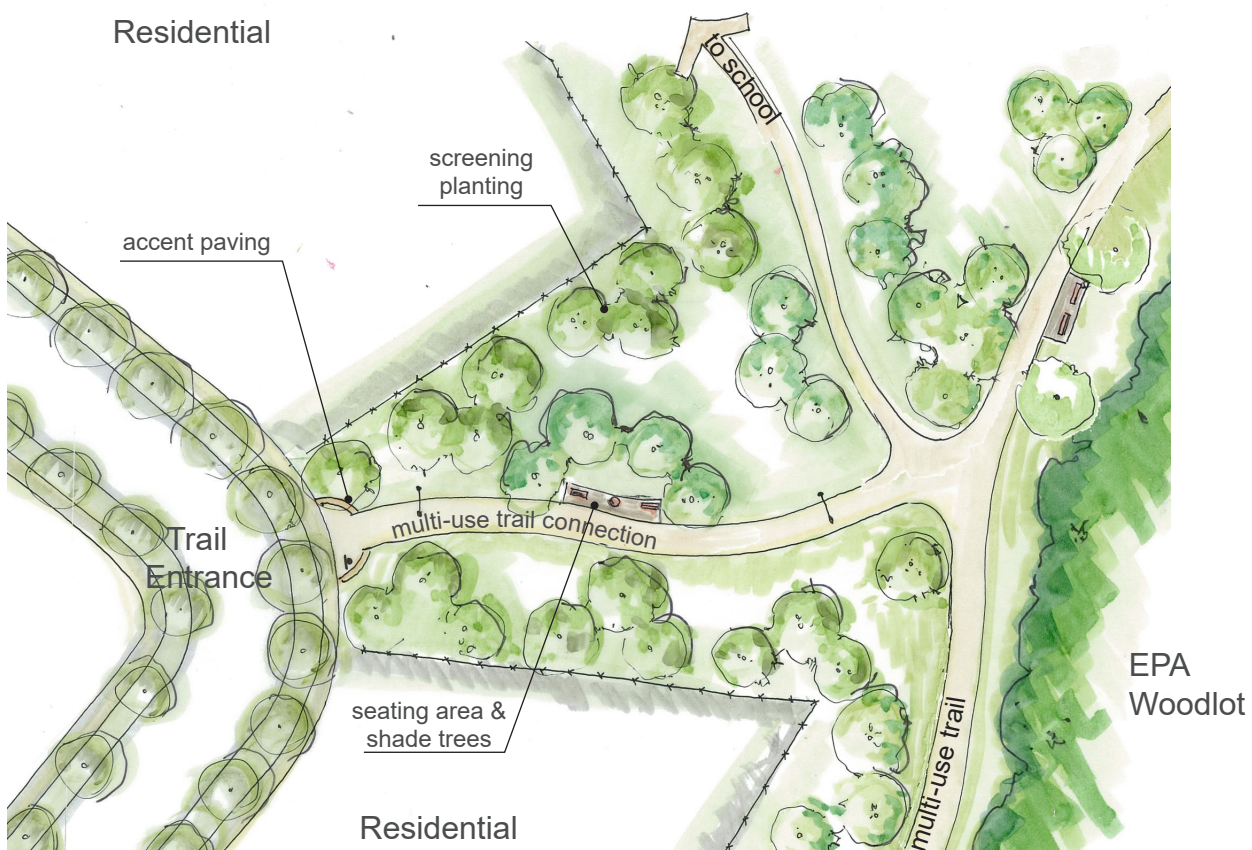 Residential
to school
screening
planting
accent paving
multi-use trail connection
Trail
Entrance
EPA
Woodlot
seating area &
shade trees
multi-use trail
Residential